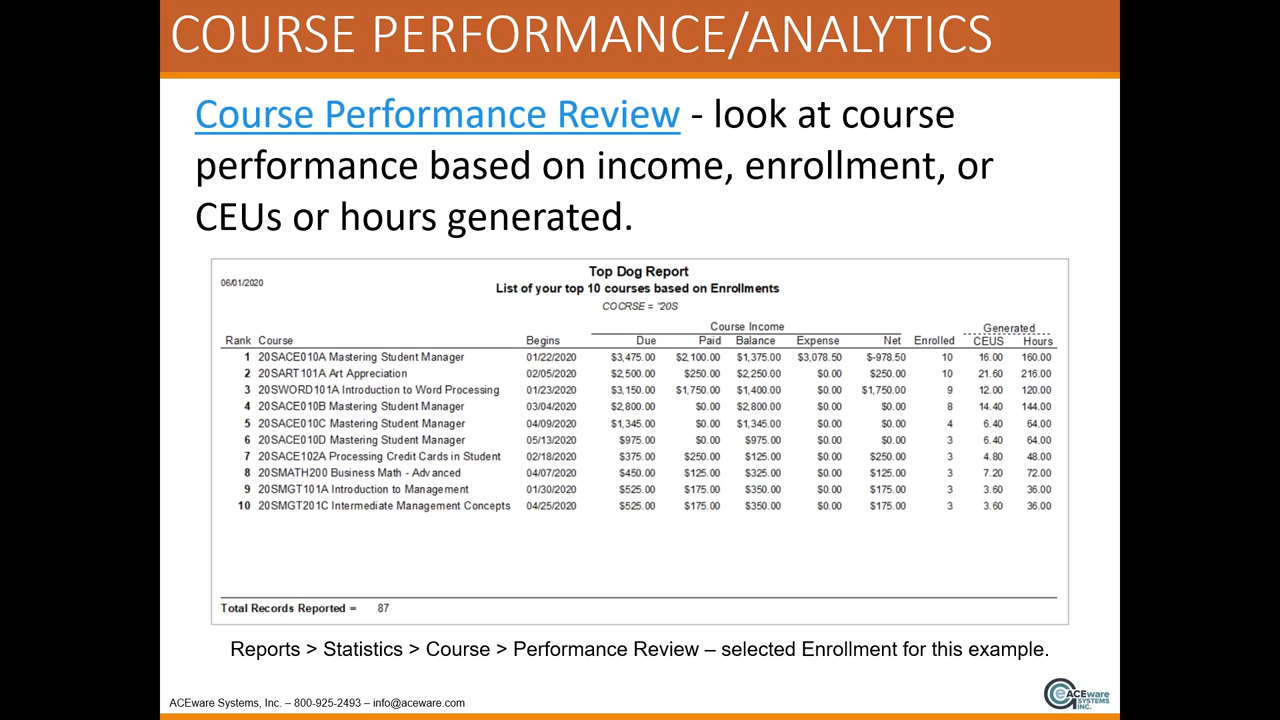 COURSE PERFORMANCE/ANALYTICS
Course Performance Review - look at course
performance based on income, enrollment, or
CEUs or hours generated.
Top Dog Report
06/01/2020
List of your top 10 courses based on Enrollments
COCRSE = "20S
Course Income Generated
Rank Course Begins Due Paid Balance Expense Net Enrolled CEUS Hours
1 20SACE010A Mastering Student Manager 01/22/2020 $3,475.00 $2,100.00 $1,375.00 $3,078.50 $-978.50 10 16.00 160.00
2 20SART101A Art Appreciation 02/05/2020 $2,500.00 $250.00 $2,250.00 $0.00 $250.00 10 21.60 216.00
3 20SWORD101A Introduction to Word Processing 01/23/2020 $3,150.00 $1,750.00 $1,400.00 $0.00 $1,750.00 9 12.00 120.00
4 20SACE010B Mastering Student Manager 03/04/2020 $2,800.00 $0.00 $2,800.00 $0.00 $0.00 8 14.40 144.00
5 20SACE010C Mastering Student Manager 04/09/2020 $1,345.00 $0.00 $1,345.00 $0.00 $0.00 4 6.40 64.00
6 20SACE010D Mastering Student Manager 05/13/2020 $975.00 $0.00 $975.00 $0.00 $0.00 3 6.40 64.00
7 20SACE102A Processing Credit Cards in Student 02/18/2020 $375.00 $250.00 $125.00 $0.00 $250.00 3 4.80 48.00
8 20SMATH200 Business Math - Advanced 04/07/2020 $450.00 $125.00 $325.00 $0.00 $125.00 3 7.20 72.00
9 20SMGT101A Introduction to Management 01/30/2020 $525.00 $175.00 $350.00 $0.00 $175.00 3 3.60 36.00
10 20SMGT201C Intermediate Management Concepts 04/25/2020 $525.00 $175.00 $350.00 $0.00 $175.00 3 3.60 36.00
Total Records Reported = 87
Reports > Statistics > Course > Performance Review – selected Enrollment for this example.
ACEware Systems, Inc. – 800-925-2493 – info@aceware.com
eACEware
SYSTEMS
INC.